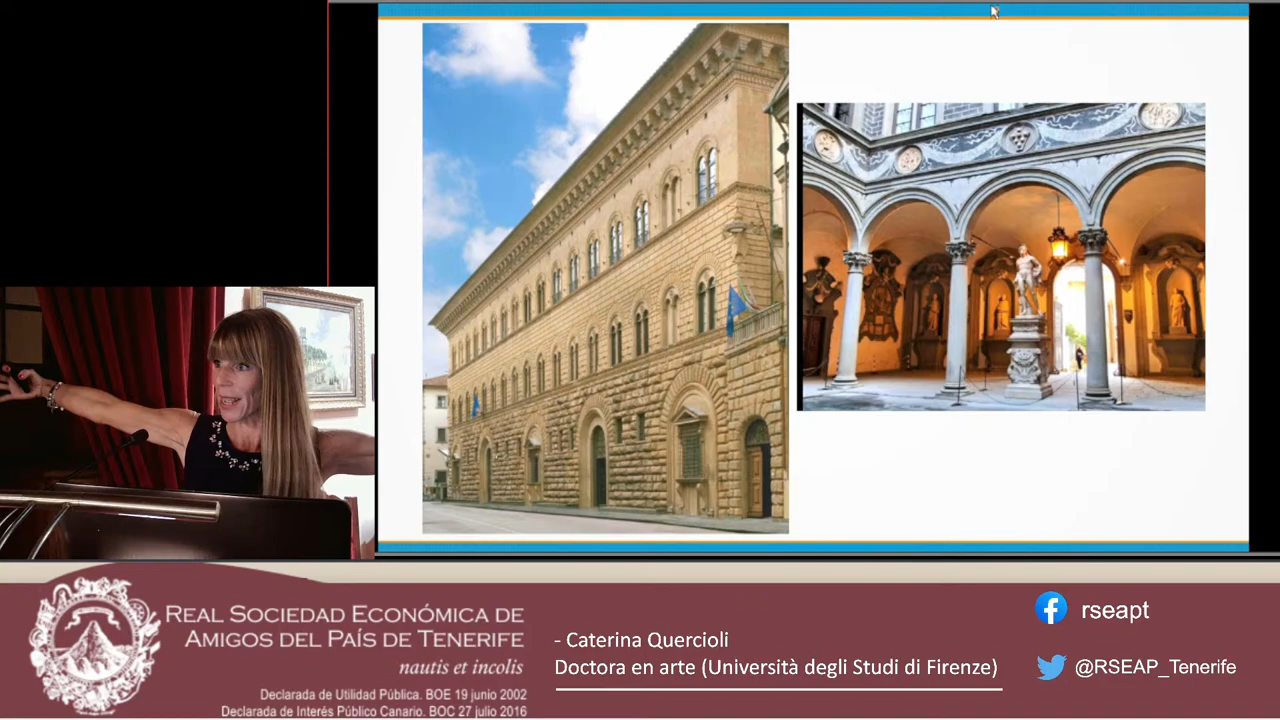 REAL SOCIEDAD ECONÓMICA DE
AMIGOS DEL PAÍS DE TENERIFE
nautis et incolis
Declarada de Utilidad Pública. BOE 19 junio 2002
Declarada de Interés Público Canario. BOC 27 julio 2016
- Caterina Quercioli
Doctora en arte (Università degli Studi di Firenze)
rseapt
@RSEAP_Tenerife